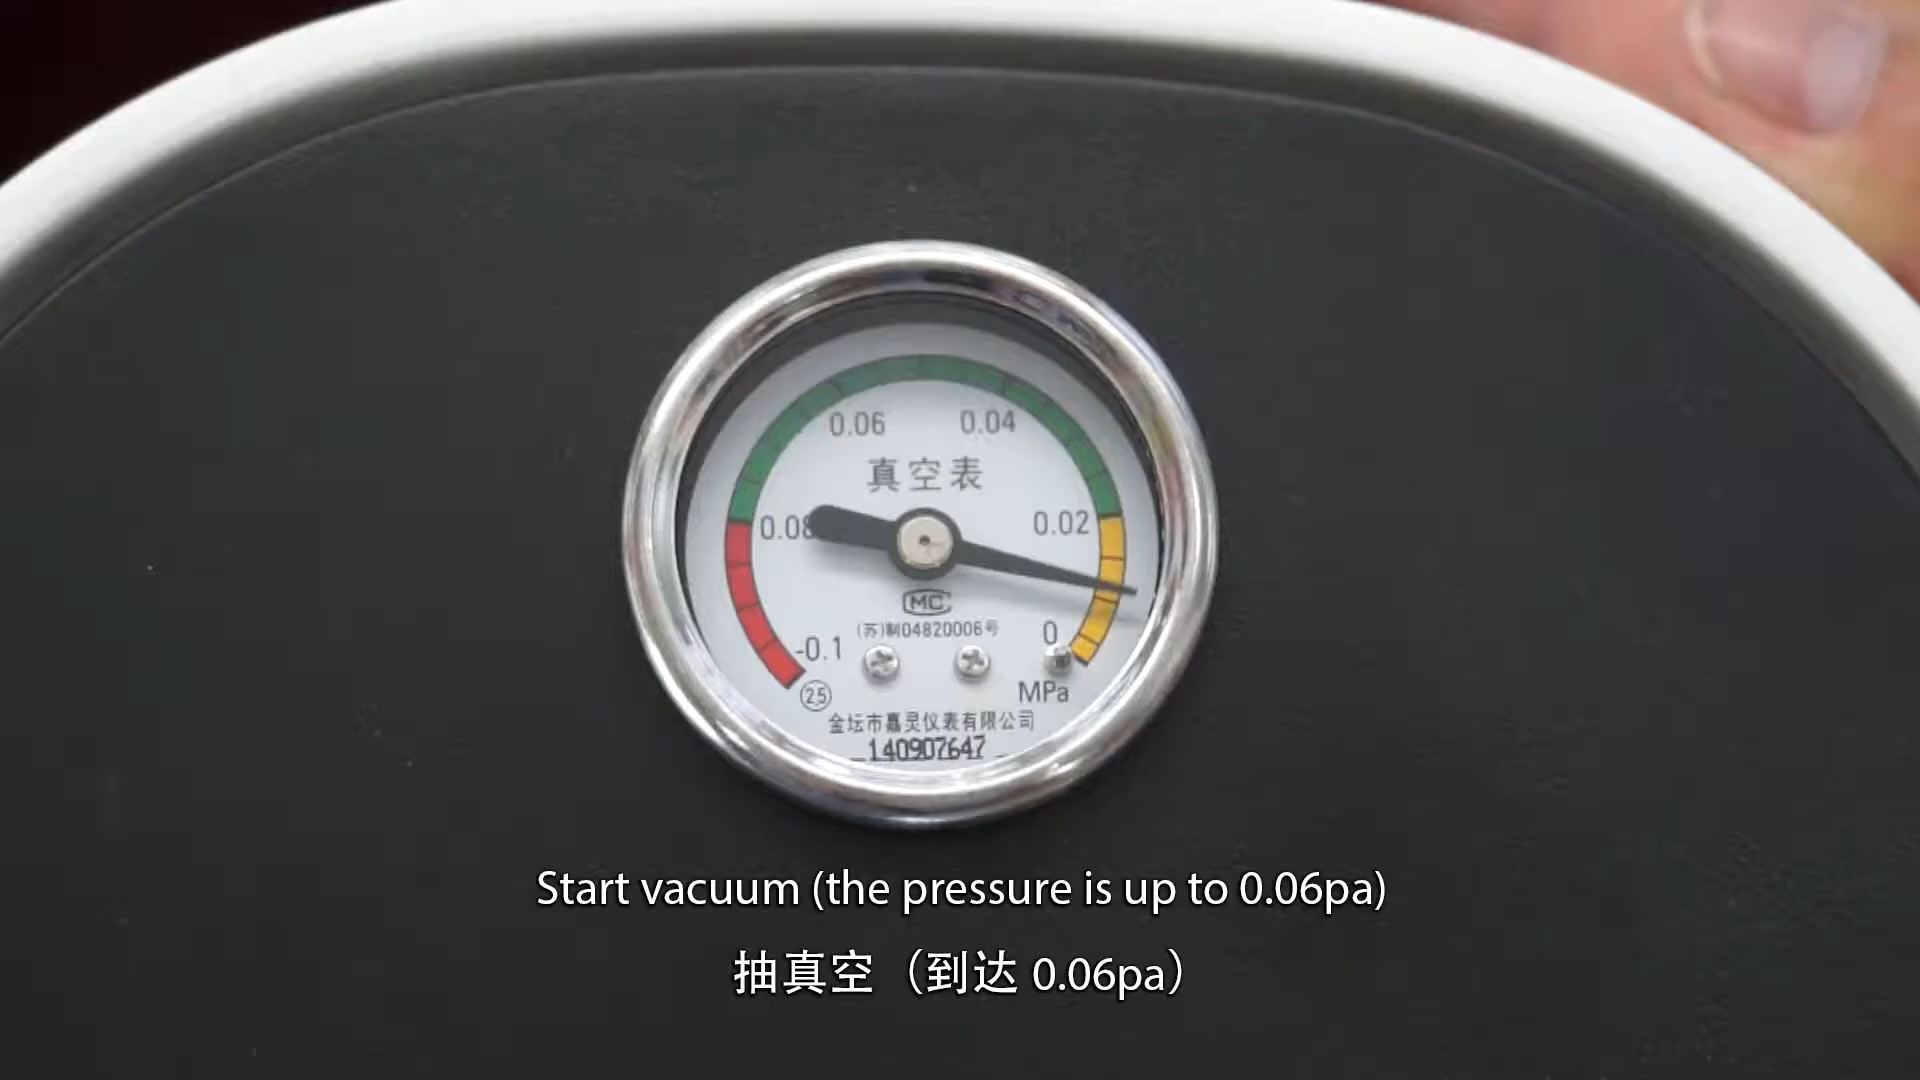 0.06 0.04
真空表
0.08 0.02
MC
(苏)制04820006号
-0.1 0
2.5 MPa
金坛市嘉灵仪表有限公司
140907647
Start vacuum (the pressure is up to 0.06pa)
抽真空（到达 0.06pa）